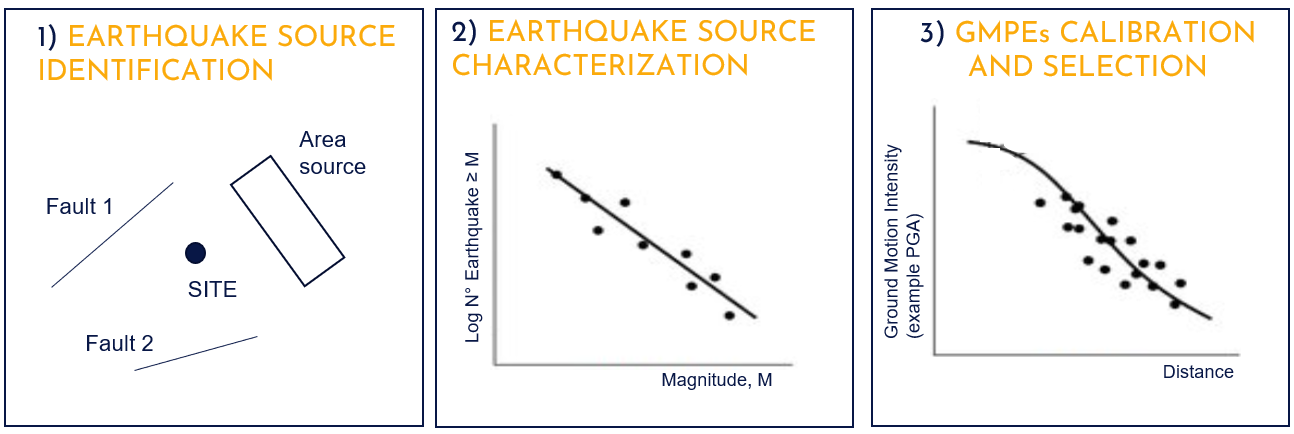 1) EARTHQUAKE SOURCE
IDENTIFICATION
Area
source
Fault 1
SITE
Fault 2
2) EARTHQUAKE SOURCE
CHARACTERIZATION
Log N° Earthquake ≥ M
Magnitude, M
3) GMPEs CALIBRATION
AND SELECTION
Ground Motion Intensity
(example PGA)
Distance